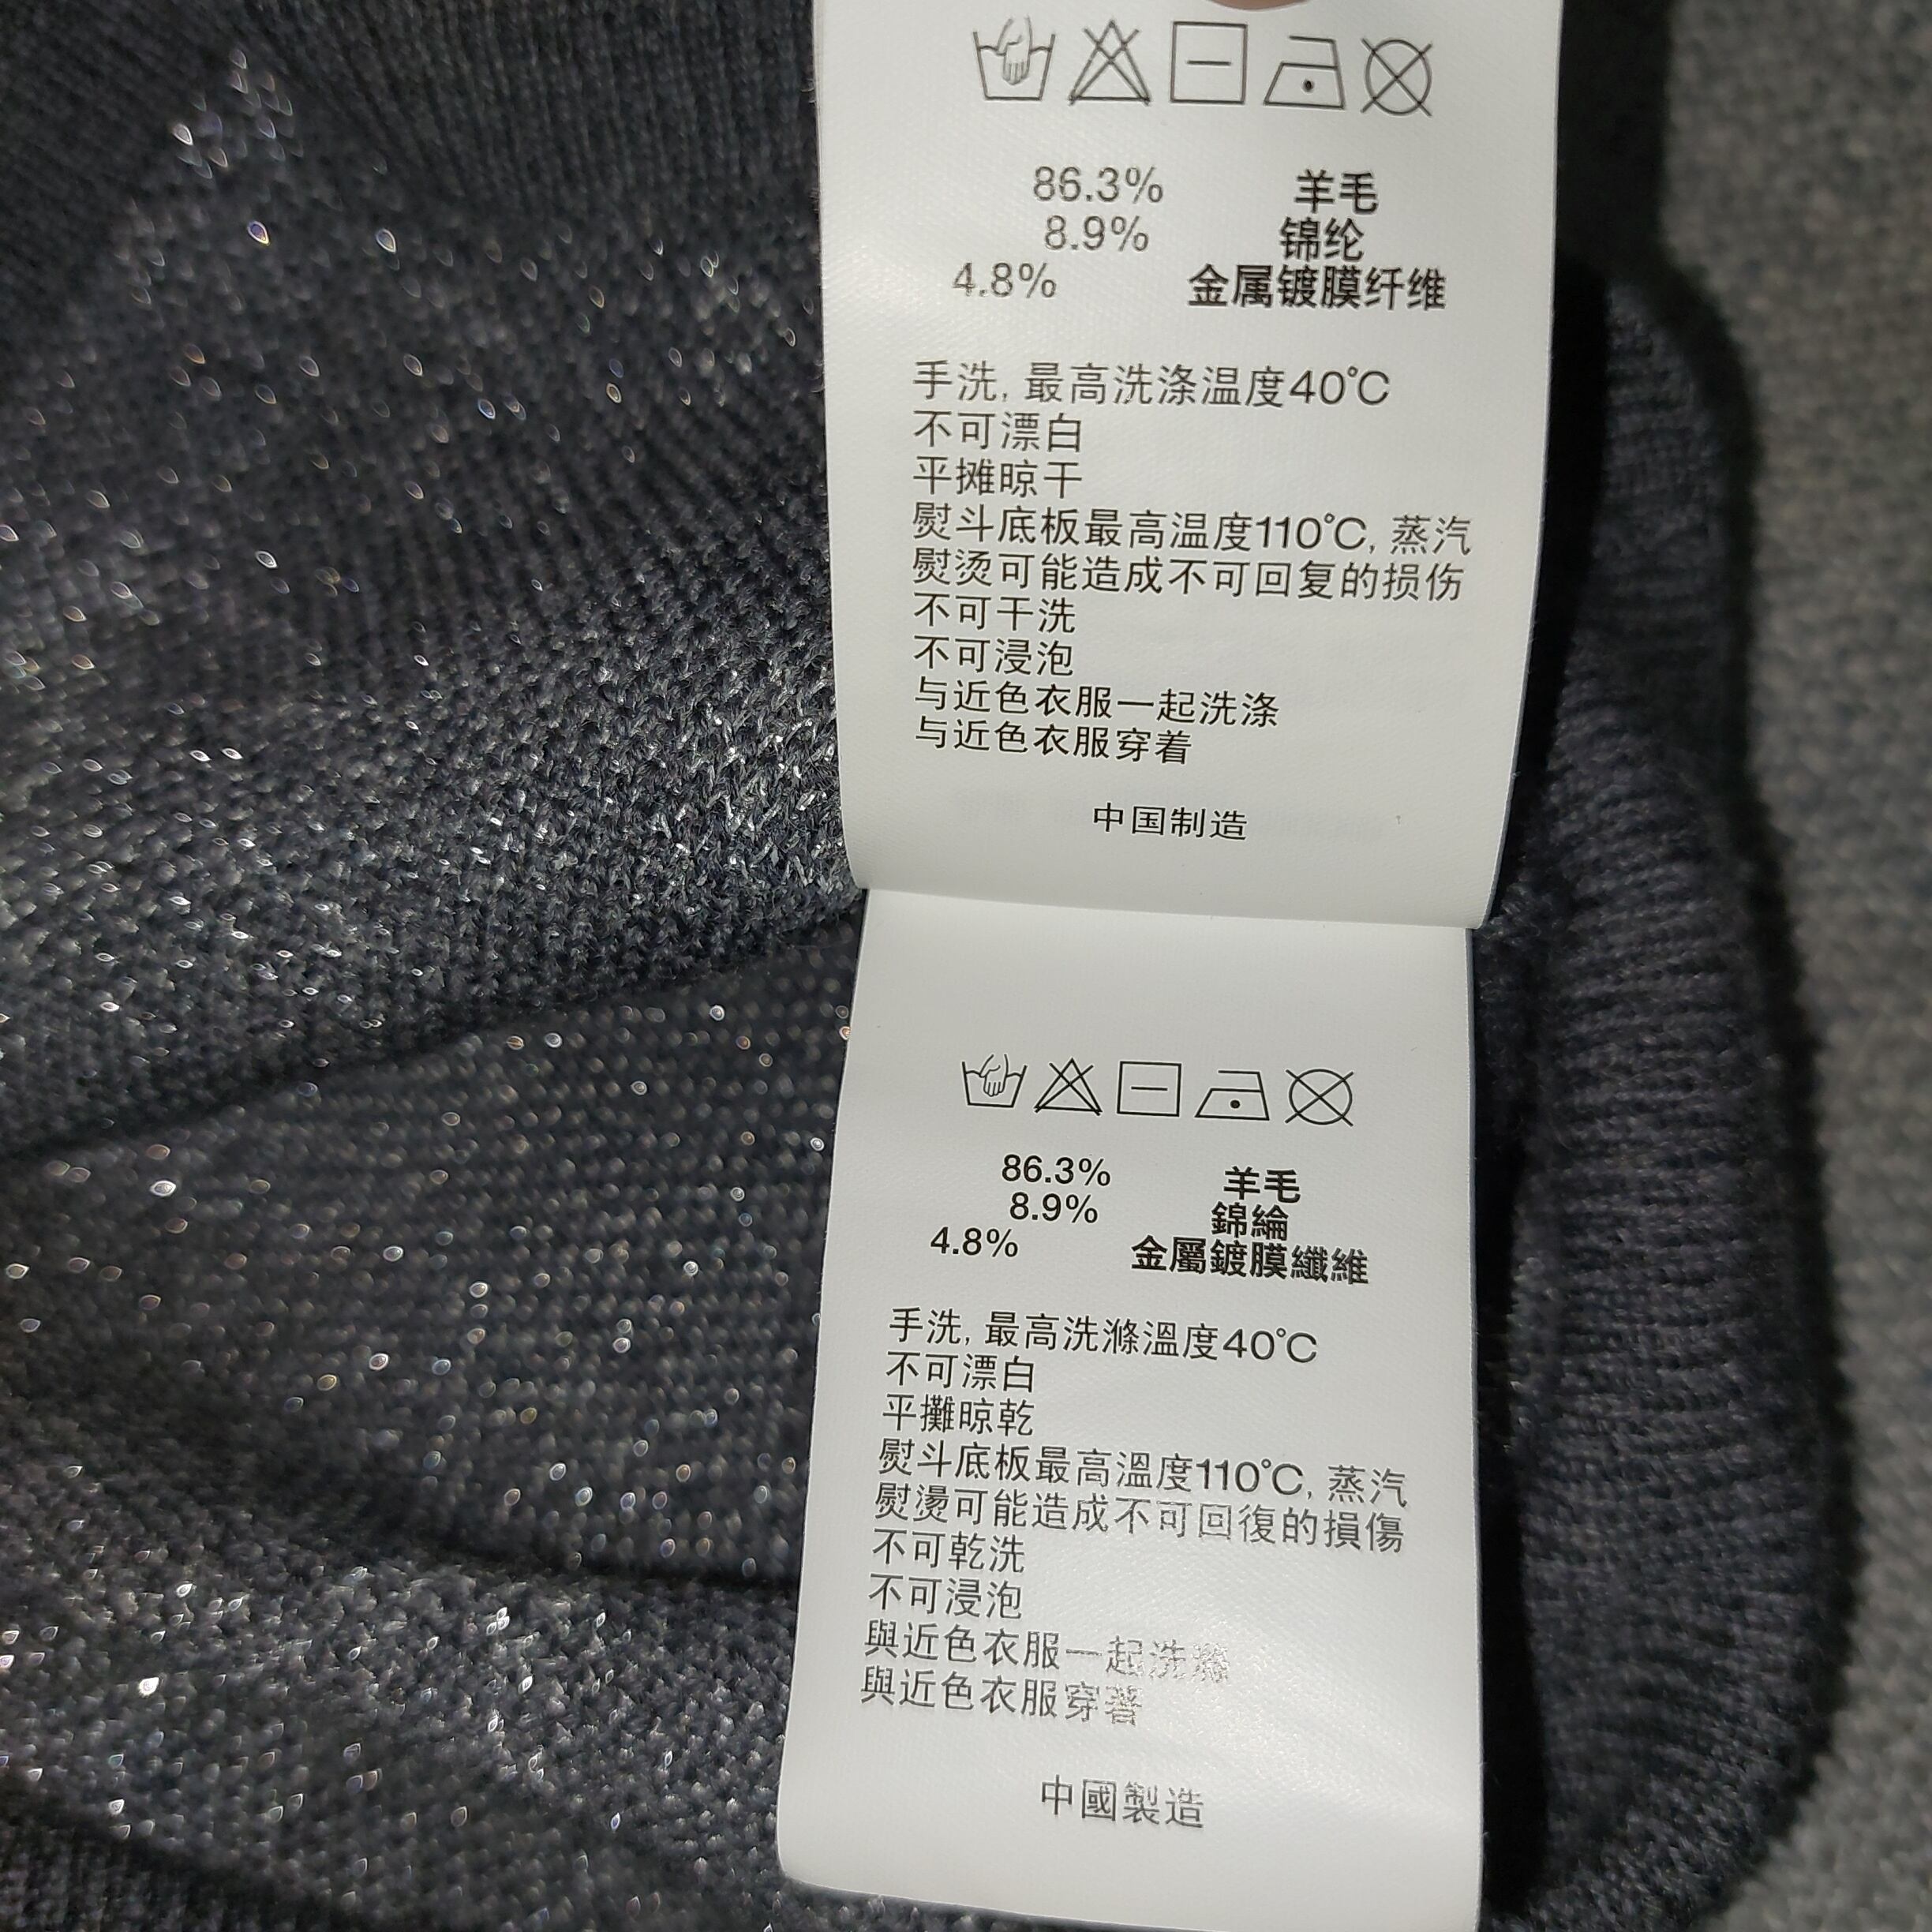 86.3% 羊毛
8.9% 锦纶
4.8% 金属镀膜纤维
手洗, 最高洗涤温度40°C
不可漂白
平摊晾干
熨斗底板最高温度110°C, 蒸汽
熨烫可能造成不可回复的损伤
不可干洗
不可浸泡
与近色衣服一起洗涤
与近色衣服穿着
中国制造
86.3% 羊毛
8.9% 錦綸
4.8% 金屬鍍膜纖維
手洗, 最高洗滌溫度40°C
不可漂白
平攤晾乾
熨斗底板最高溫度110°C, 蒸汽
熨燙可能造成不可回復的損傷
不可乾洗
不可浸泡
與近色衣服一起洗滌
與近色衣服穿著
中國製造